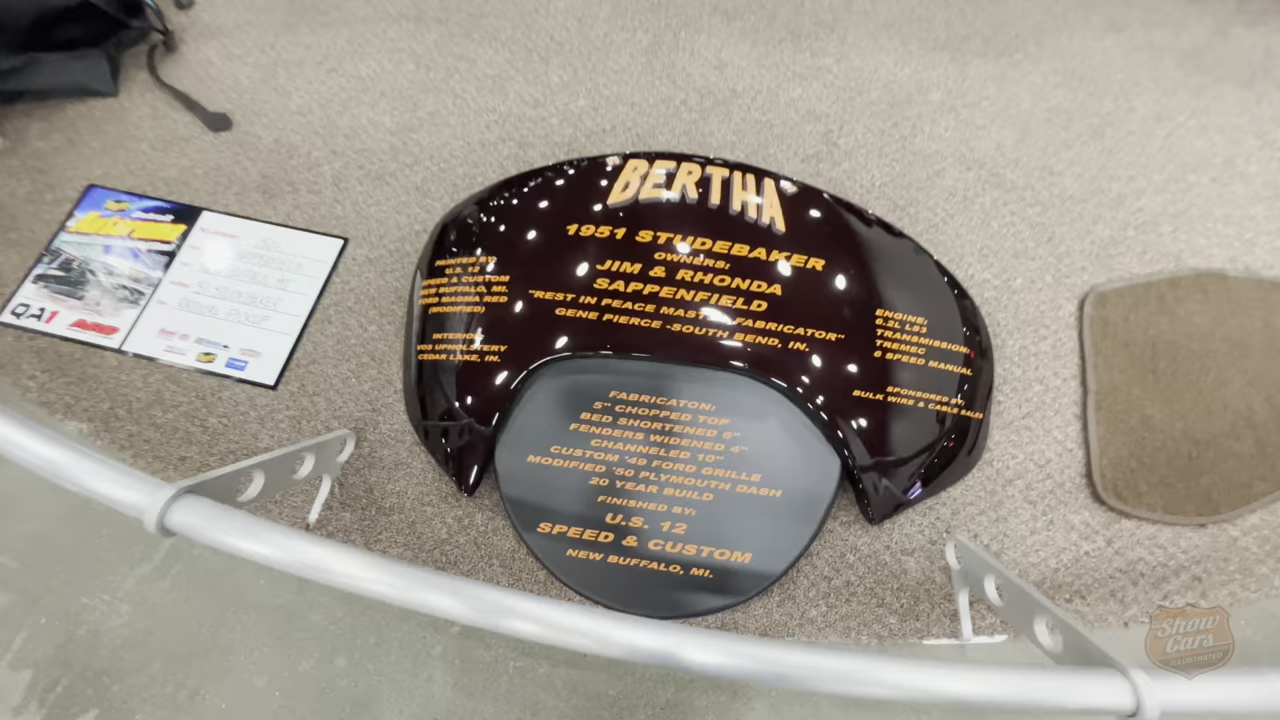 BERTHA
1951 STUDEBAKER
OWNERS:
JIM & RHONDA
SAPPENFIELD
"REST IN PEACE MASTER FABRICATOR"
GENE PIERCE -SOUTH BEND, IN.
PAINTED BY:
U.S. 12
SPEED & CUSTOM
NEW BUFFALO, MI.
FORD MAGMA RED
(MODIFIED)
INTERIOR:
VOS UPHOLSTERY
CEDAR LAKE, IN.
ENGINE:
6.2L L83
TRANSMISSION:
TREMEC
6 SPEED MANUAL
SPONSORED BY:
BULK WIRE & CABLE SALES
FABRICATON:
5" CHOPPED TOP
BED SHORTENED 6"
FENDERS WIDENED 4"
CHANNELED 10"
CUSTOM '49 FORD GRILLE
MODIFIED '50 PLYMOUTH DASH
20 YEAR BUILD
FINISHED BY:
U.S. 12
SPEED & CUSTOM
NEW BUFFALO, MI.
Autorama
QA1
Show
Cars
ILLUSTRATED